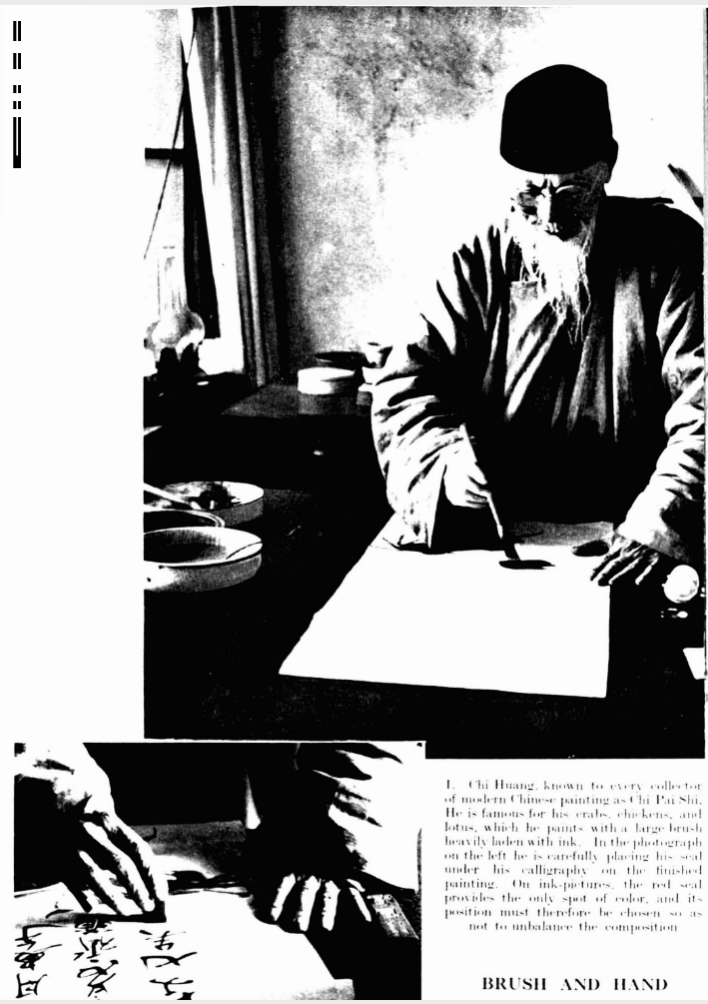 I. Chi Huang, known to every collector
of modern Chinese painting as Chi Pai Shi,
He is famous for his crabs, chickens, and
lotus, which he paints with a large brush
heavily laden with ink. In the photograph
on the left he is carefully placing his seal
under his calligraphy on the finished
painting. On ink-pictures, the red seal
provides the only spot of color, and its
position must therefore be chosen so as
not to unbalance the composition
BRUSH AND HAND